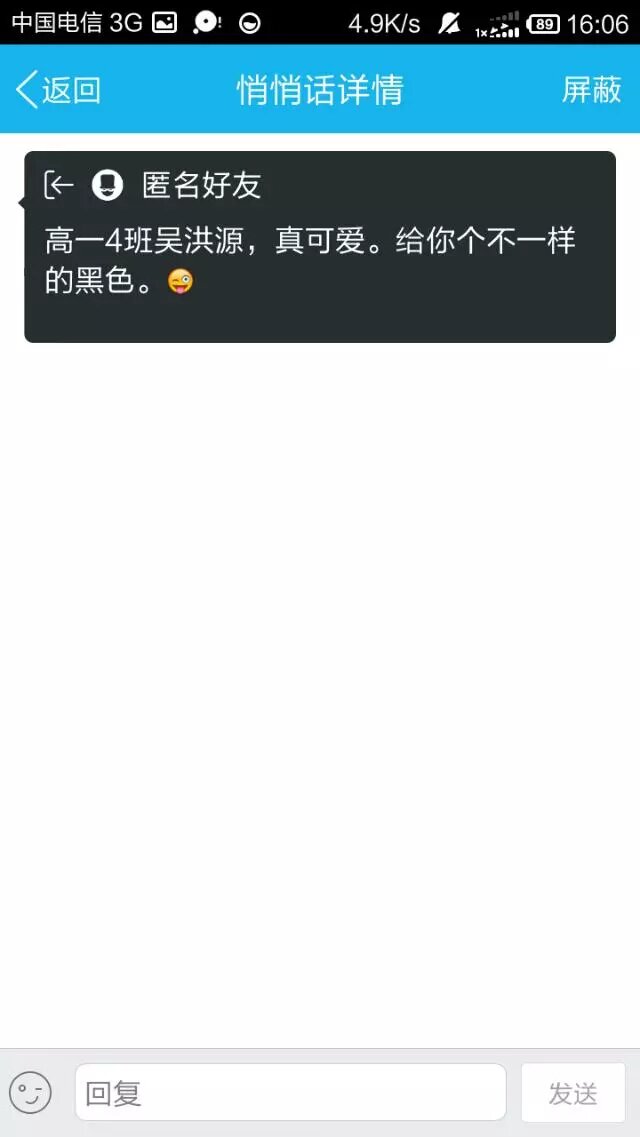 中国电信 3G 4.9K/s 1x 89 16:06
返回 悄悄话详情 屏蔽
匿名好友
高一4班吴洪源，真可爱。给你个不一样
的黑色。😜
回复 发送